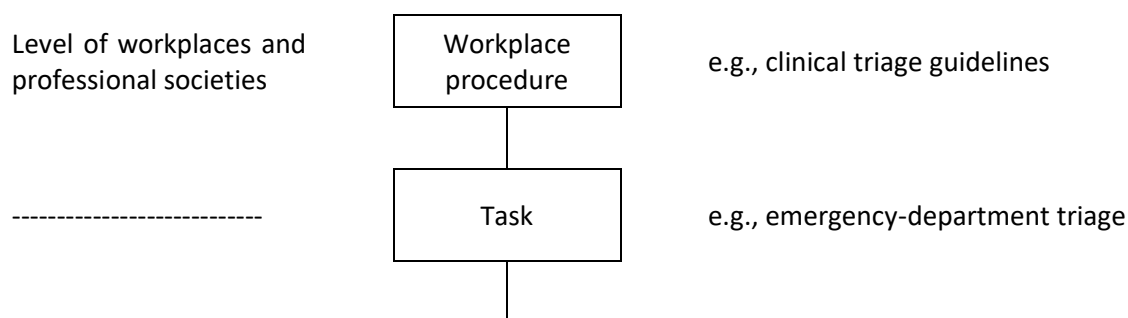 Level of workplaces and
professional societies
Workplace
procedure
e.g., clinical triage guidelines
----------------------------
Task
e.g., emergency-department triage